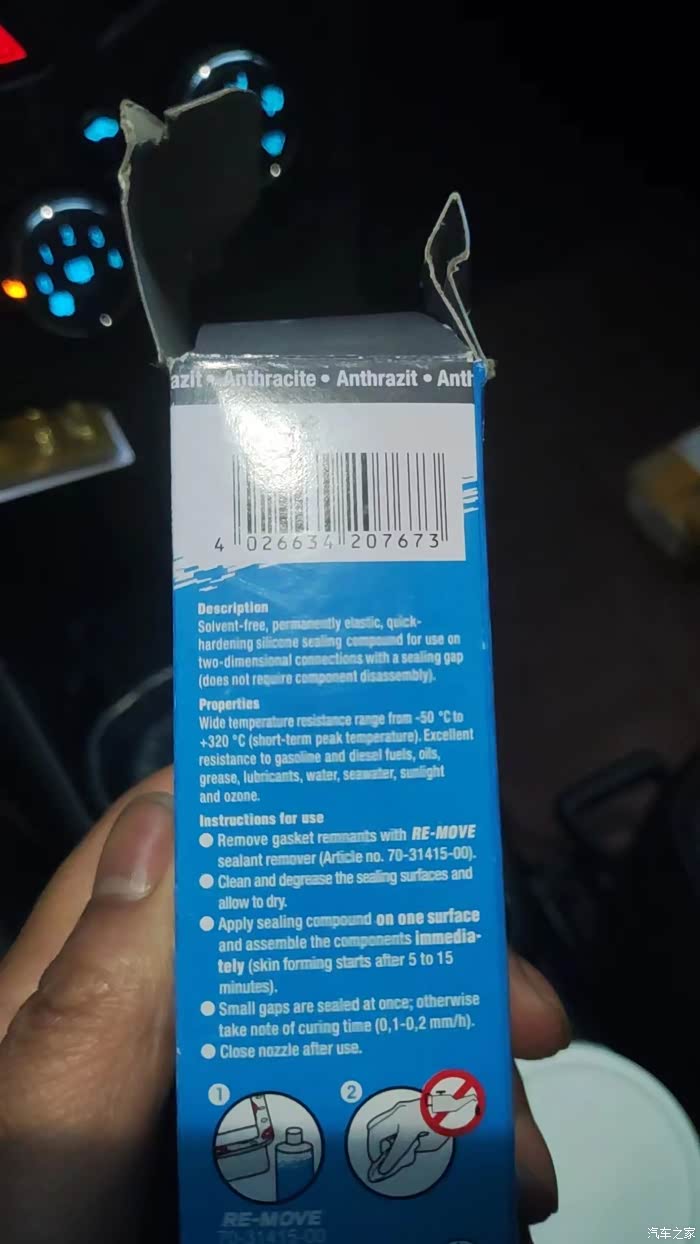 azit • Anthracite • Anthrazit • Anth
4 026634 207673
Description
Solvent-free, permanently elastic, quick-
hardening silicone sealing compound for use on
two-dimensional connections with a sealing gap
(does not require component disassembly).
Properties
Wide temperature resistance range from -50 °C to
+320 °C (short-term peak temperature). Excellent
resistance to gasoline and diesel fuels, oils,
grease, lubricants, water, seawater, sunlight
and ozone.
Instructions for use
● Remove gasket remnants with RE-MOVE
sealant remover (Article no. 70-31415-00).
● Clean and degrease the sealing surfaces and
allow to dry.
● Apply sealing compound on one surface
and assemble the components immedia-
tely (skin forming starts after 5 to 15
minutes).
● Small gaps are sealed at once; otherwise
take note of curing time (0,1-0,2 mm/h).
● Close nozzle after use.
1 2
RE-MOVE
70-31415-00
汽车之家